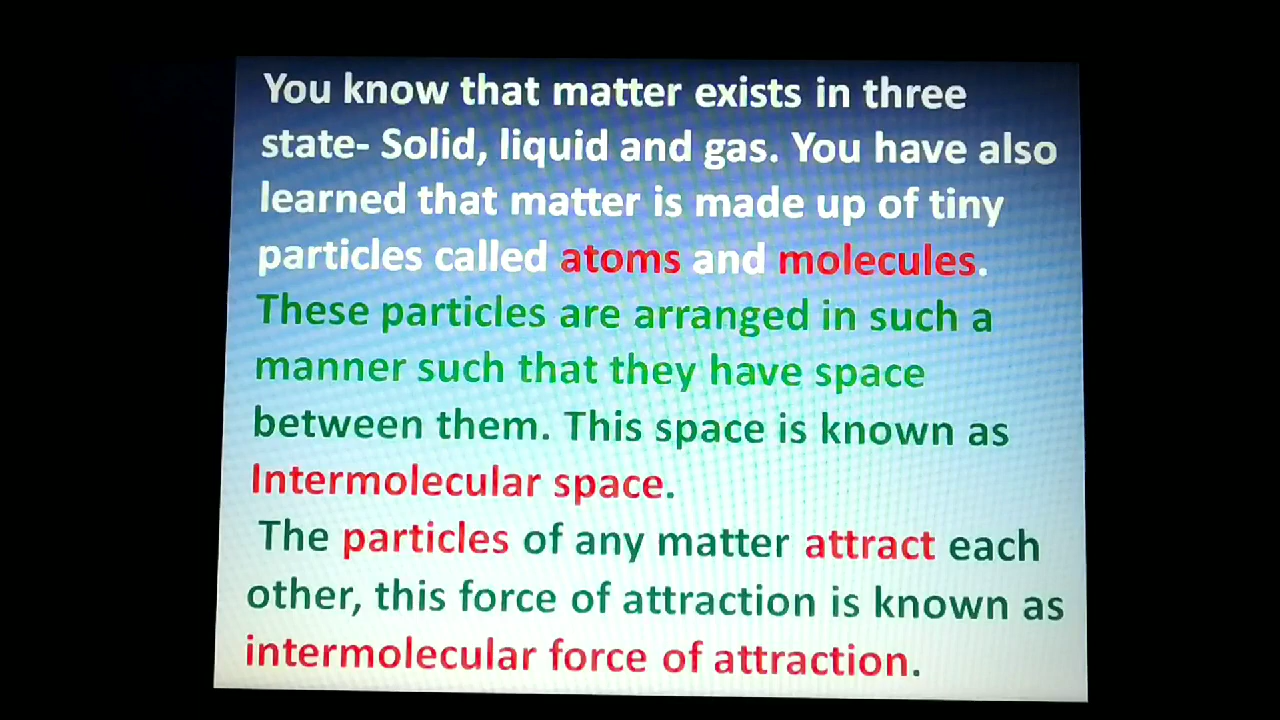 You know that matter exists in three
state- Solid, liquid and gas. You have also
learned that matter is made up of tiny
particles called atoms and molecules.
These particles are arranged in such a
manner such that they have space
between them. This space is known as
Intermolecular space.
The particles of any matter attract each
other, this force of attraction is known as
intermolecular force of attraction.